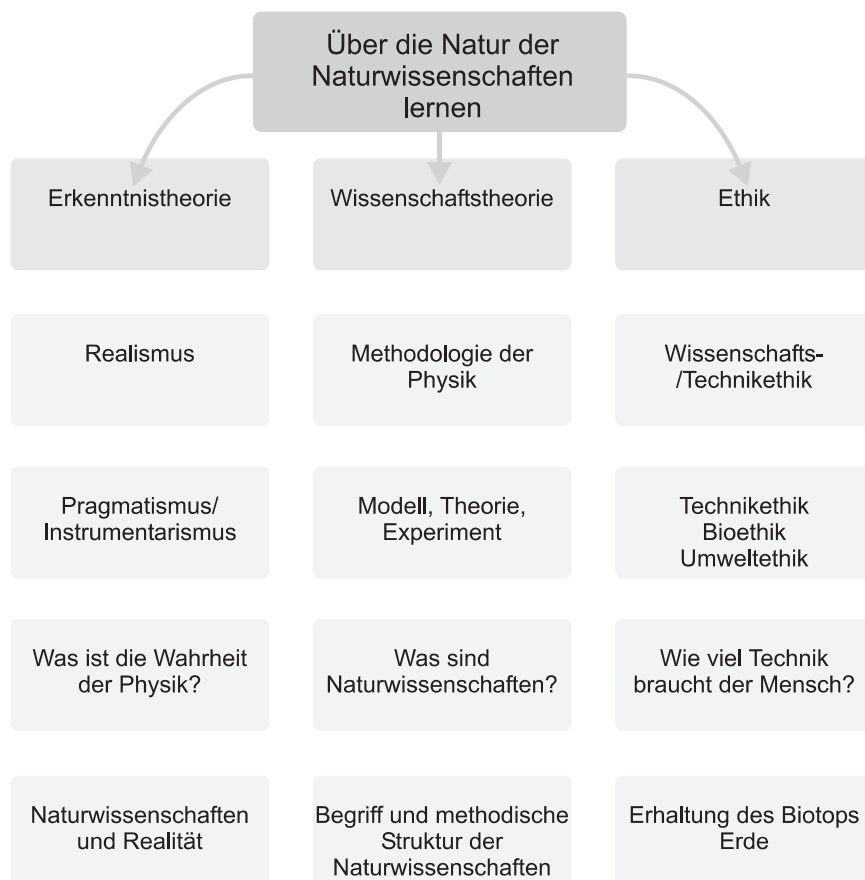 Über die Natur der
Naturwissenschaften
lernen
Erkenntnistheorie
Wissenschaftstheorie
Ethik
Realismus
Methodologie der
Physik
Wissenschafts-
/Technikethik
Pragmatismus/
Instrumentarismus
Modell, Theorie,
Experiment
Technikethik
Bioethik
Umweltethik
Was ist die Wahrheit
der Physik?
Was sind
Naturwissenschaften?
Wie viel Technik
braucht der Mensch?
Naturwissenschaften
und Realität
Begriff und methodische
Struktur der
Naturwissenschaften
Erhaltung des Biotops
Erde